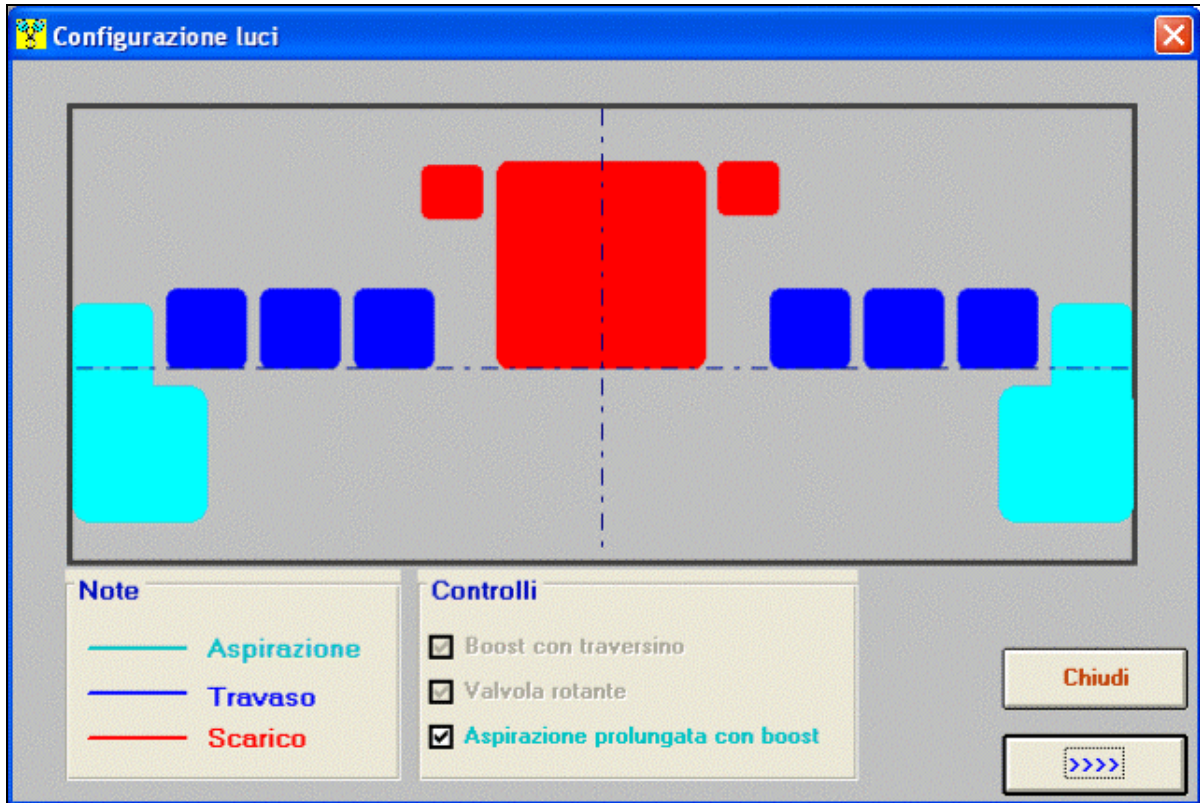 Configurazione luci
Note
Aspirazione
Travaso
Scarico
Controlli
Boost con traversino
Valvola rotante
Aspirazione prolungata con boost
Chiudi
>>>>